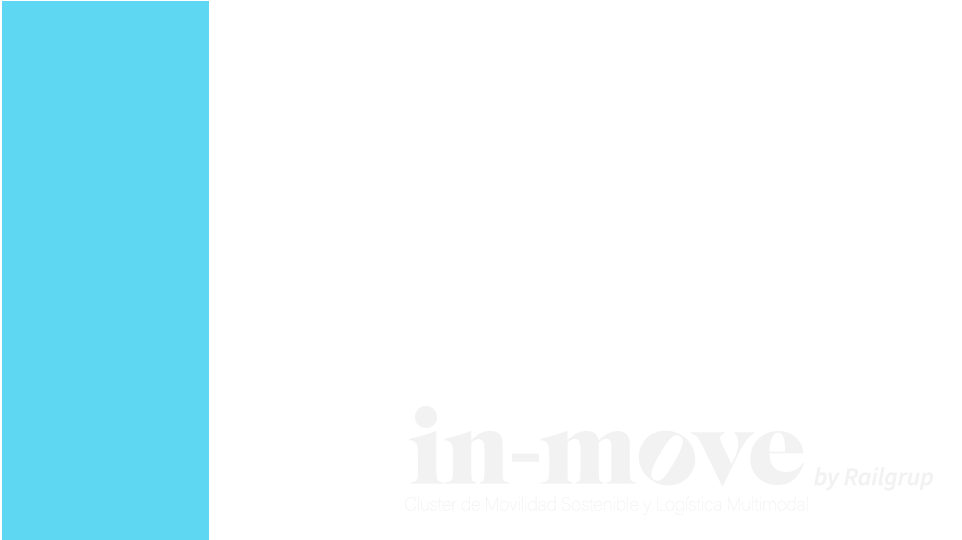 in-move by Railgrup
Cluster de Movilidad Sostenible y Logística Multimodal